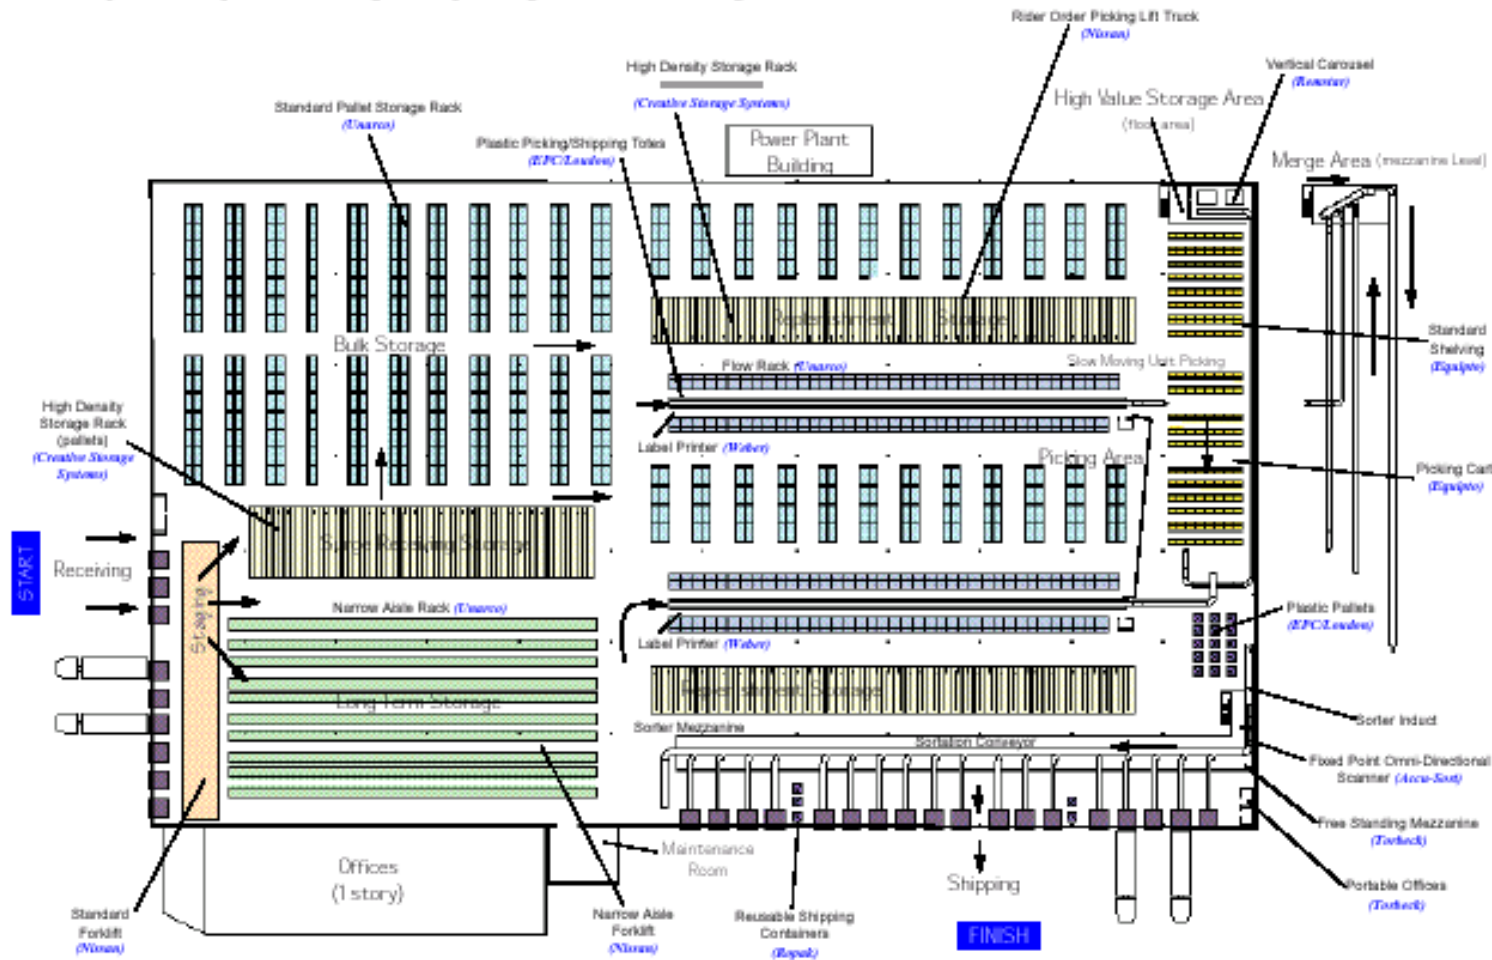 Rider Order Picking Lift Truck
(Nissan)
High Density Storage Rack
(Creative Storage Systems)
Vertical Carousel
(Remstar)
Standard Pallet Storage Rack
(Unarco)
High Value Storage Area
(floor area)
Plastic Picking/Shipping Totes
(EPC/Louden)
Power Plant
Building
Merge Area (mezzanine Level)
Replenishment Storage
Bulk Storage
Standard
Shelving
(Equipto)
Flow Rack (Unarco)
Slow Moving Unit Picking
High Density
Storage Rack
(pallets)
(Creative Storage
Systems)
Label Printer (Weber)
Picking Area
Picking Cart
(Equipto)
Surge Receiving Storage
START
Receiving
Staging
Narrow Aisle Rack (Unarco)
Plastic Pallets
(EPC/Louden)
Label Printer (Weber)
Long Term Storage
Replenishment Storage
Sorter Mezzanine
Sortation Conveyor
Sorter Induct
Fixed Point Omni-Directional
Scanner (Accu-Sort)
Free Standing Mezzanine
(Torbeck)
Maintenance
Room
Offices
(1 story)
Shipping
Portable Offices
(Torbeck)
Standard
Forklift
(Nissan)
Narrow Aisle
Forklift
(Nissan)
Reusable Shipping
Containers
(Ropak)
FINISH